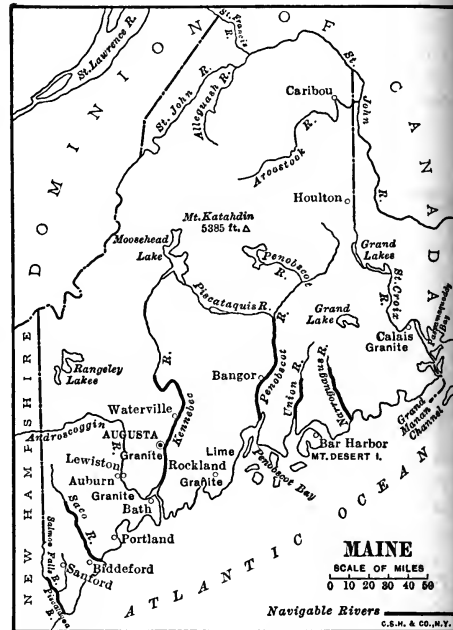 St. Lawrence R.
DOMINION OF CANADA
St. Francis R.
St. John R.
Alleguash R.
St. John R.
Caribou
Aroostook R.
Houlton
Mt. Katahdin
5385 ft. Δ
Moosehead
Lake
Penobscot
R.
Grand
Lakes
Piscataquis R.
St. Croix
R.
Grand
Lake
Passamaquoddy
Bay
Calais
Granite
Rangeley
Lakes
Kennebec R.
Bangor
Penobscot R.
Union R.
Narroguagus R.
Grand
Manan
Channel
NEW HAMPSHIRE
Waterville
Androscoggin
R.
AUGUSTA
Granite
Lewiston
Auburn
Granite
Bath
Lime
Rockland
Granite
Penobscot Bay
Bar Harbor
MT. DESERT I.
Saco R.
Portland
Salmon Falls R.
Sanford
Biddeford
Piscataqua
R.
ATLANTIC OCEAN
MAINE
SCALE OF MILES
0 10 20 30 40 50
Navigable Rivers
C.S.H. & CO., N.Y.